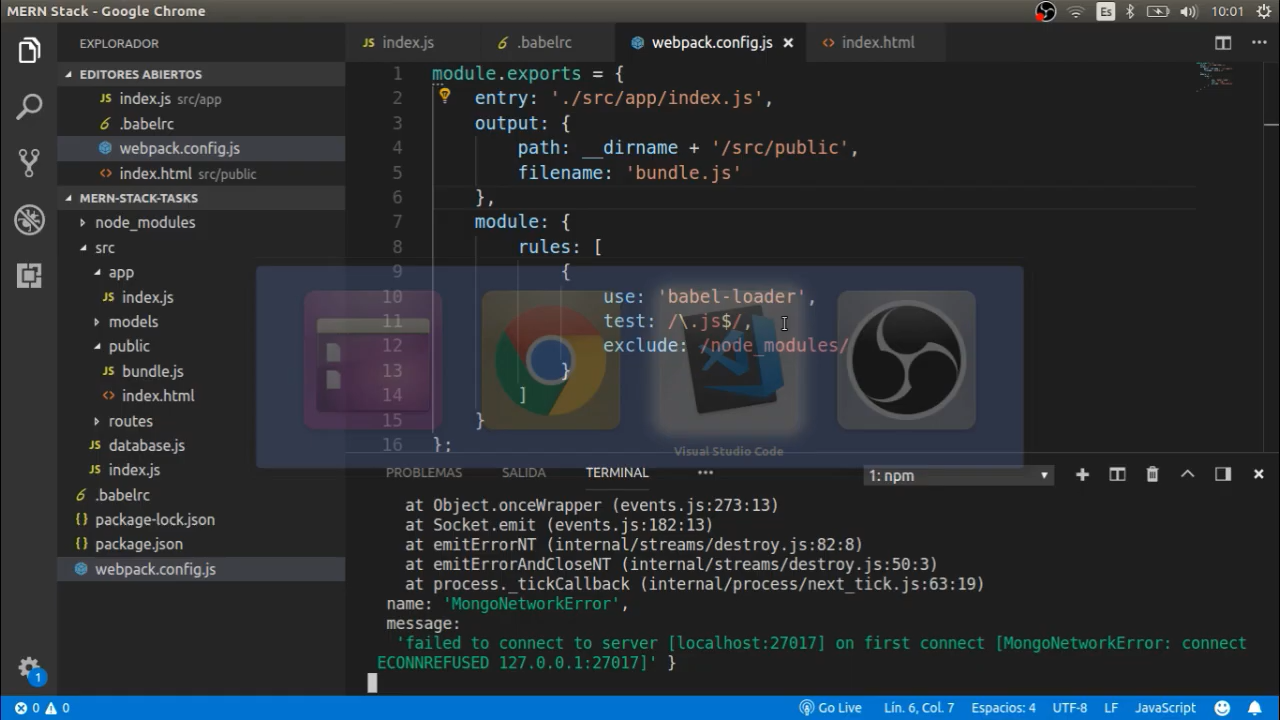 MERN Stack - Google Chrome
Es
10:01
EXPLORADOR
EDITORES ABIERTOS
index.js src/app
.babelrc
webpack.config.js
index.html src/public
MERN-STACK-TASKS
node_modules
src
app
index.js
models
public
bundle.js
index.html
routes
database.js
index.js
.babelrc
package-lock.json
package.json
webpack.config.js
1
index.js
.babelrc
webpack.config.js
index.html
1 module.exports = {
2 entry: './src/app/index.js',
3 output: {
4 path: __dirname + '/src/public',
5 filename: 'bundle.js'
6 },
7 module: {
8 rules: [
9 {
10 use: 'babel-loader',
11 test: /\.js$/,
12 exclude: /node_modules/
13 }
14 ]
15 }
16 };
Visual Studio Code
PROBLEMAS SALIDA TERMINAL
1: npm
at Object.onceWrapper (events.js:273:13)
at Socket.emit (events.js:182:13)
at emitErrorNT (internal/streams/destroy.js:82:8)
at emitErrorAndCloseNT (internal/streams/destroy.js:50:3)
at process._tickCallback (internal/process/next_tick.js:63:19)
name: 'MongoNetworkError',
message:
'failed to connect to server [localhost:27017] on first connect [MongoNetworkError: connect
ECONNREFUSED 127.0.0.1:27017]' }
0 0
Go Live
Lín. 6, Col. 7
Espacios: 4
UTF-8
LF
JavaScript